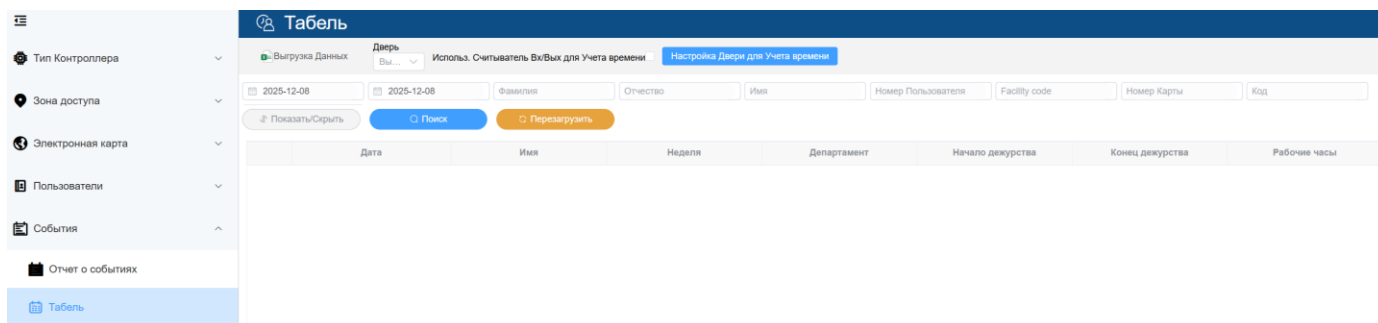 Табель
Тип Контроллера
Выгрузка Данных
Дверь
Вы...
Использ. Считыватель Вх/Вых для Учета времени
Настройка Двери для Учета времени
Зона доступа
2025-12-08 2025-12-08 Фамилия Отчество Имя Номер Пользователя Facility code Номер Карты Код
Показать/Скрыть Поиск Перезагрузить
Электронная карта
Дата Имя Неделя Департамент Начало дежурства Конец дежурства Рабочие часы
Пользователи
События
Отчет о событиях
Табель